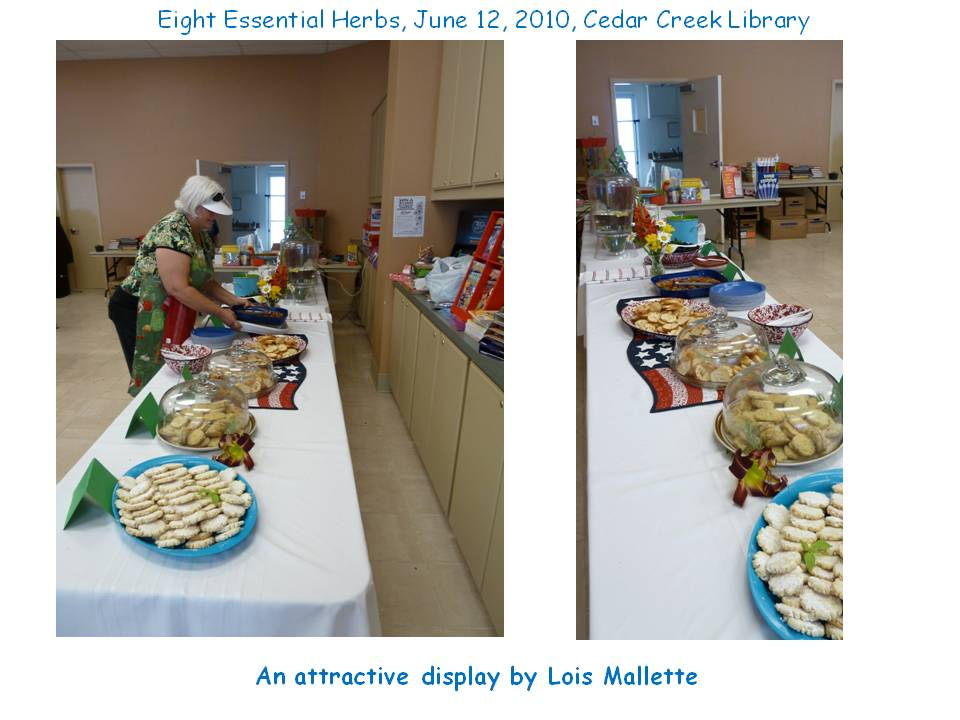 Eight Essential Herbs, June 12, 2010, Cedar Creek Library
An attractive display by Lois Mallette